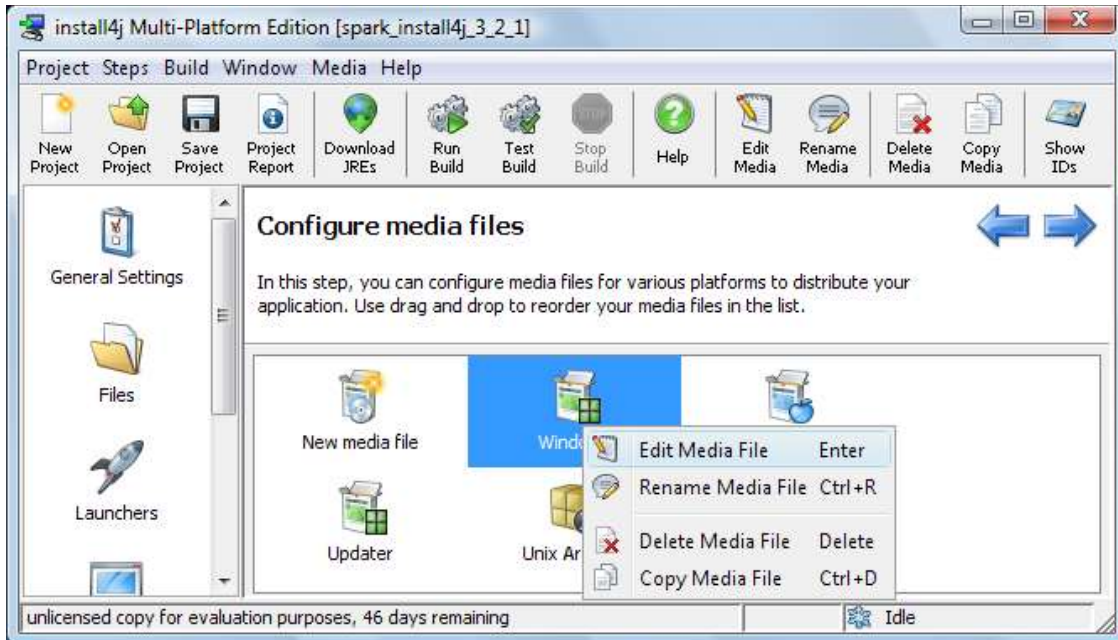 install4j Multi-Platform Edition [spark_install4j_3_2_1]
Project Steps Build Window Media Help
New Project
Open Project
Save Project
Project Report
Download JREs
Run Build
Test Build
Stop Build
Help
Edit Media
Rename Media
Delete Media
Copy Media
Show IDs
General Settings
Files
Launchers
Configure media files
In this step, you can configure media files for various platforms to distribute your
application. Use drag and drop to reorder your media files in the list.
New media file
Updater
Unix Ar
Edit Media File Enter
Rename Media File Ctrl+R
Delete Media File Delete
Copy Media File Ctrl+D
unlicensed copy for evaluation purposes, 46 days remaining
Idle